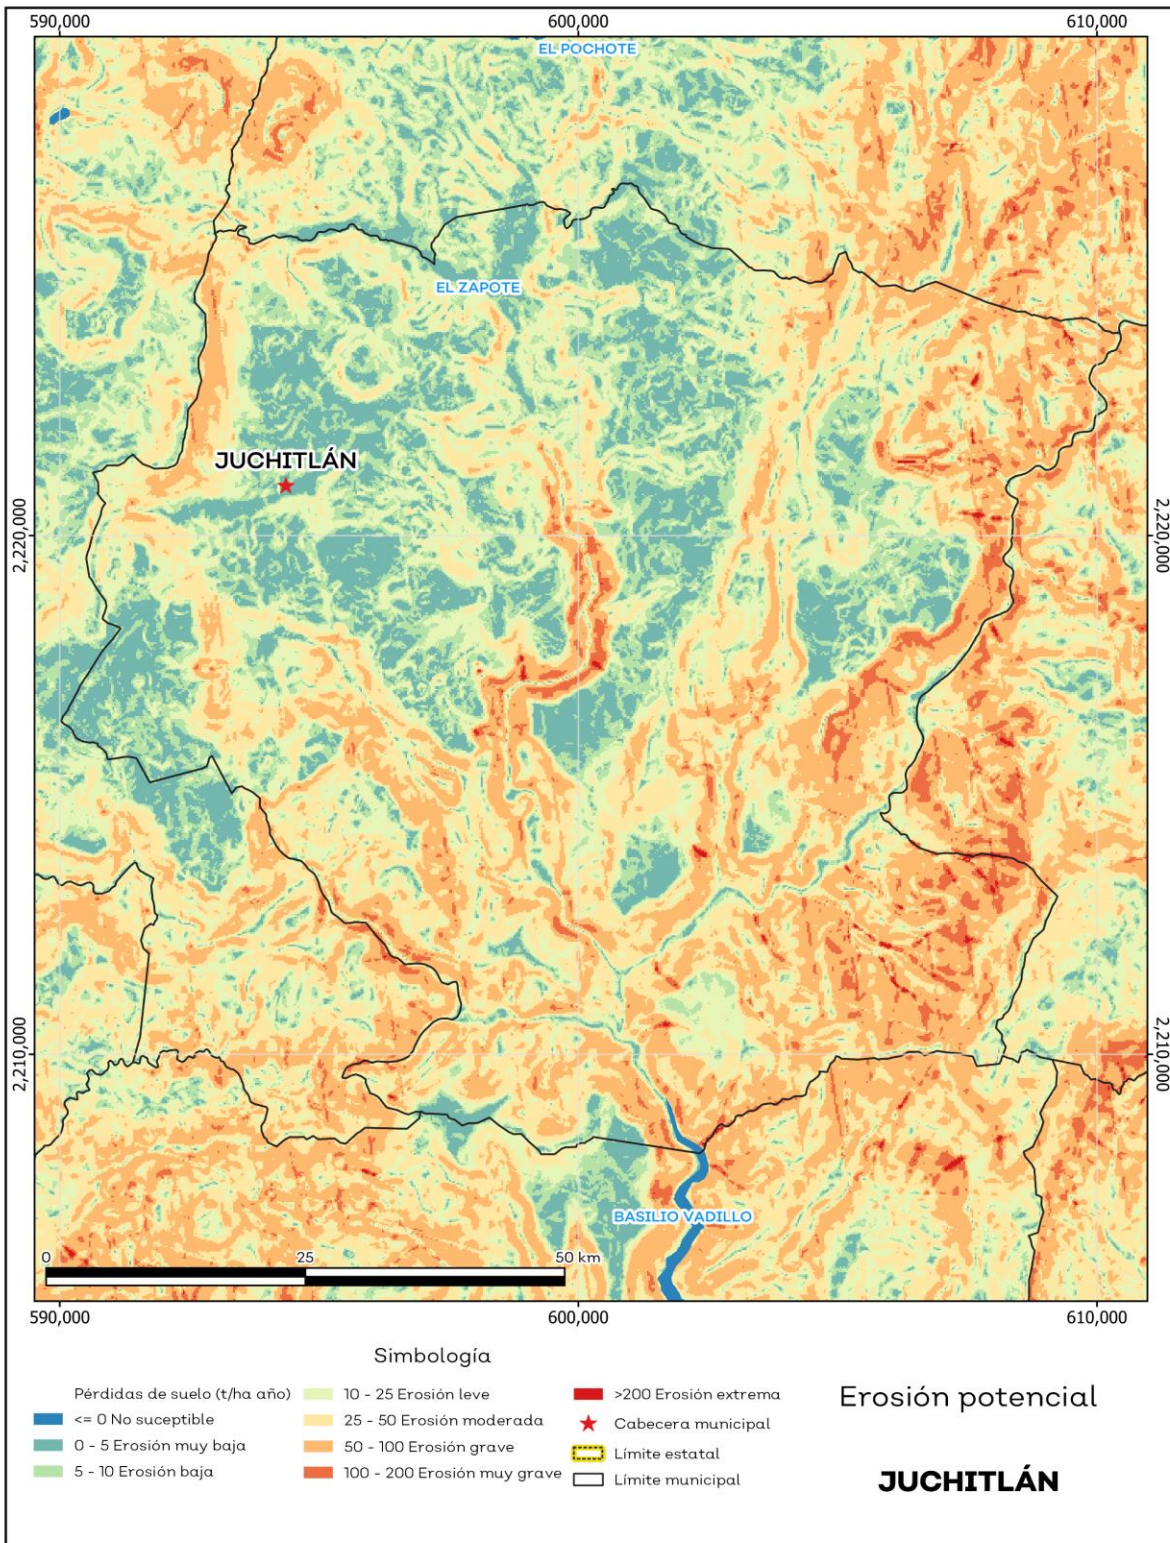 590,000 600,000 610,000
EL POCHOTE
EL ZAPOTE
JUCHITLÁN
2,220,000 2,220,000
2,210,000 2,210,000
BASILIO VADILLO
0 25 50 km
590,000 600,000 610,000
Simbología
Pérdidas de suelo (t/ha año)
<= 0 No suceptible
0 - 5 Erosión muy baja
5 - 10 Erosión baja
10 - 25 Erosión leve
25 - 50 Erosión moderada
50 - 100 Erosión grave
100 - 200 Erosión muy grave
>200 Erosión extrema
Cabecera municipal
Límite estatal
Límite municipal
Erosión potencial
JUCHITLÁN